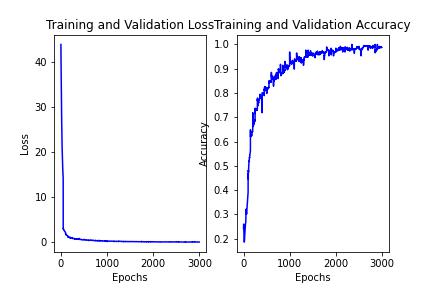 Training and Validation Loss
40
30
20
10
0
Loss
0 1000 2000 3000
Epochs
Training and Validation Accuracy
1.0
0.9
0.8
0.7
0.6
0.5
0.4
0.3
0.2
Accuracy
0 1000 2000 3000
Epochs